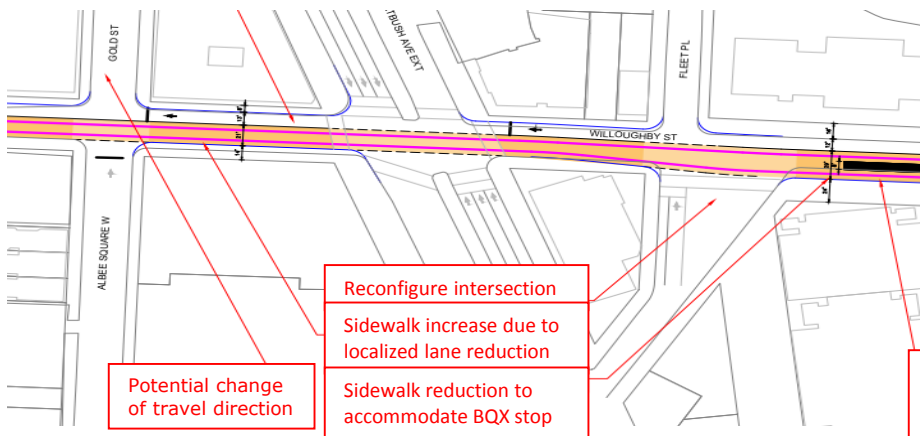 GOLD ST
TBUSH AVE EXT
FLEET PL
WILLOUGHBY ST
ALBEE SQUARE W
Reconfigure intersection
Sidewalk increase due to
localized lane reduction
Sidewalk reduction to
accommodate BQX stop
Potential change
of travel direction